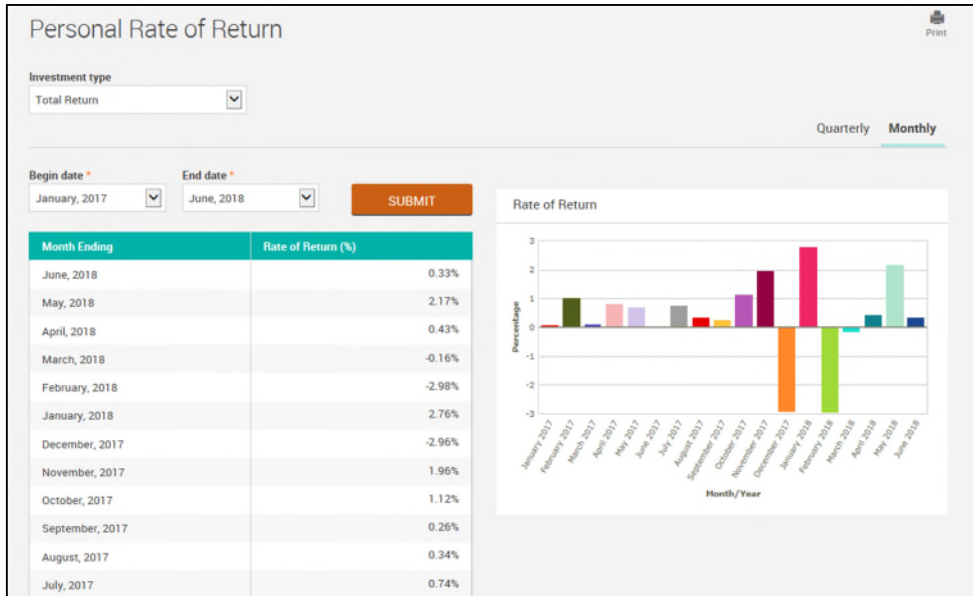 Personal Rate of Return
Print
Investment type
Total Return
Quarterly Monthly
Begin date * End date *
January, 2017 June, 2018 SUBMIT
Month Ending Rate of Return (%)
June, 2018 0.33%
May, 2018 2.17%
April, 2018 0.43%
March, 2018 -0.16%
February, 2018 -2.98%
January, 2018 2.76%
December, 2017 -2.96%
November, 2017 1.96%
October, 2017 1.12%
September, 2017 0.26%
August, 2017 0.34%
July, 2017 0.74%
Rate of Return
Percentage
3
2
1
0
-1
-2
-3
January 2017
February 2017
March 2017
April 2017
May 2017
June 2017
July 2017
August 2017
September 2017
October 2017
November 2017
December 2017
January 2018
February 2018
March 2018
April 2018
May 2018
June 2018
Month/Year